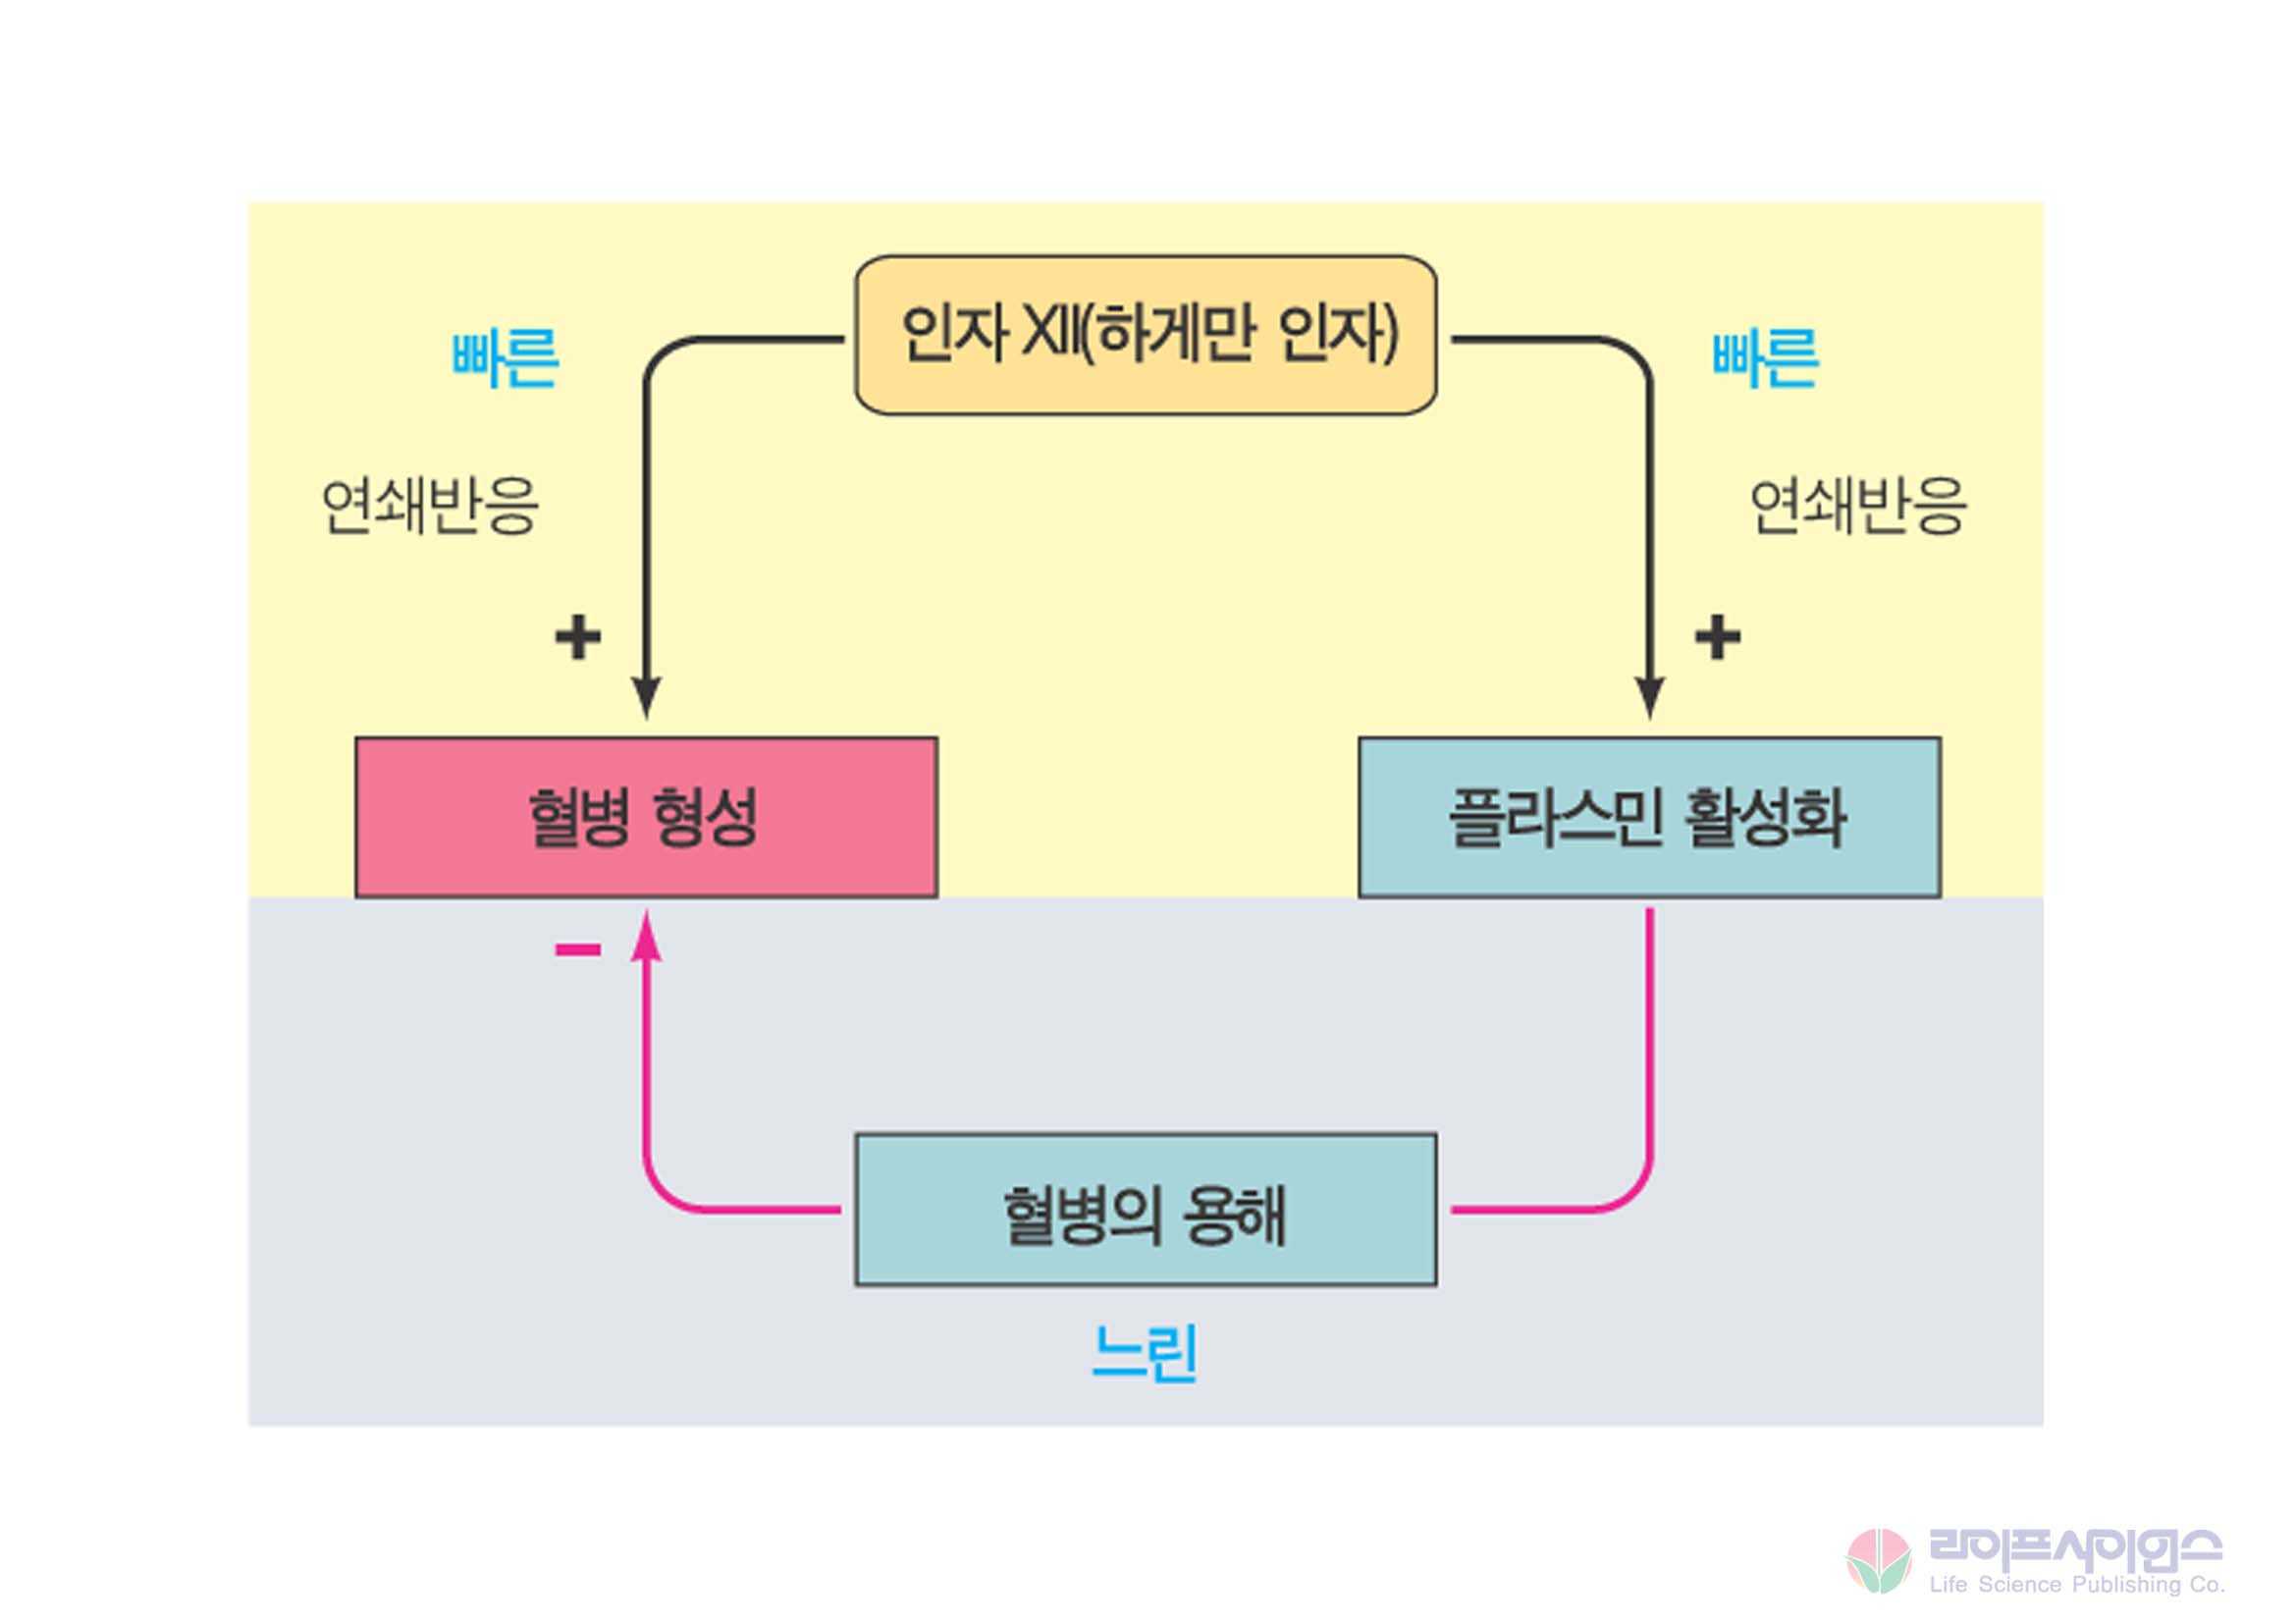 인자 XII(하게만 인자)
빠른
빠른
연쇄반응
연쇄반응
+
+
혈병 형성
플라스민 활성화
−
혈병의 용해
느린
라이프사이언스
Life Science Publishing Co.